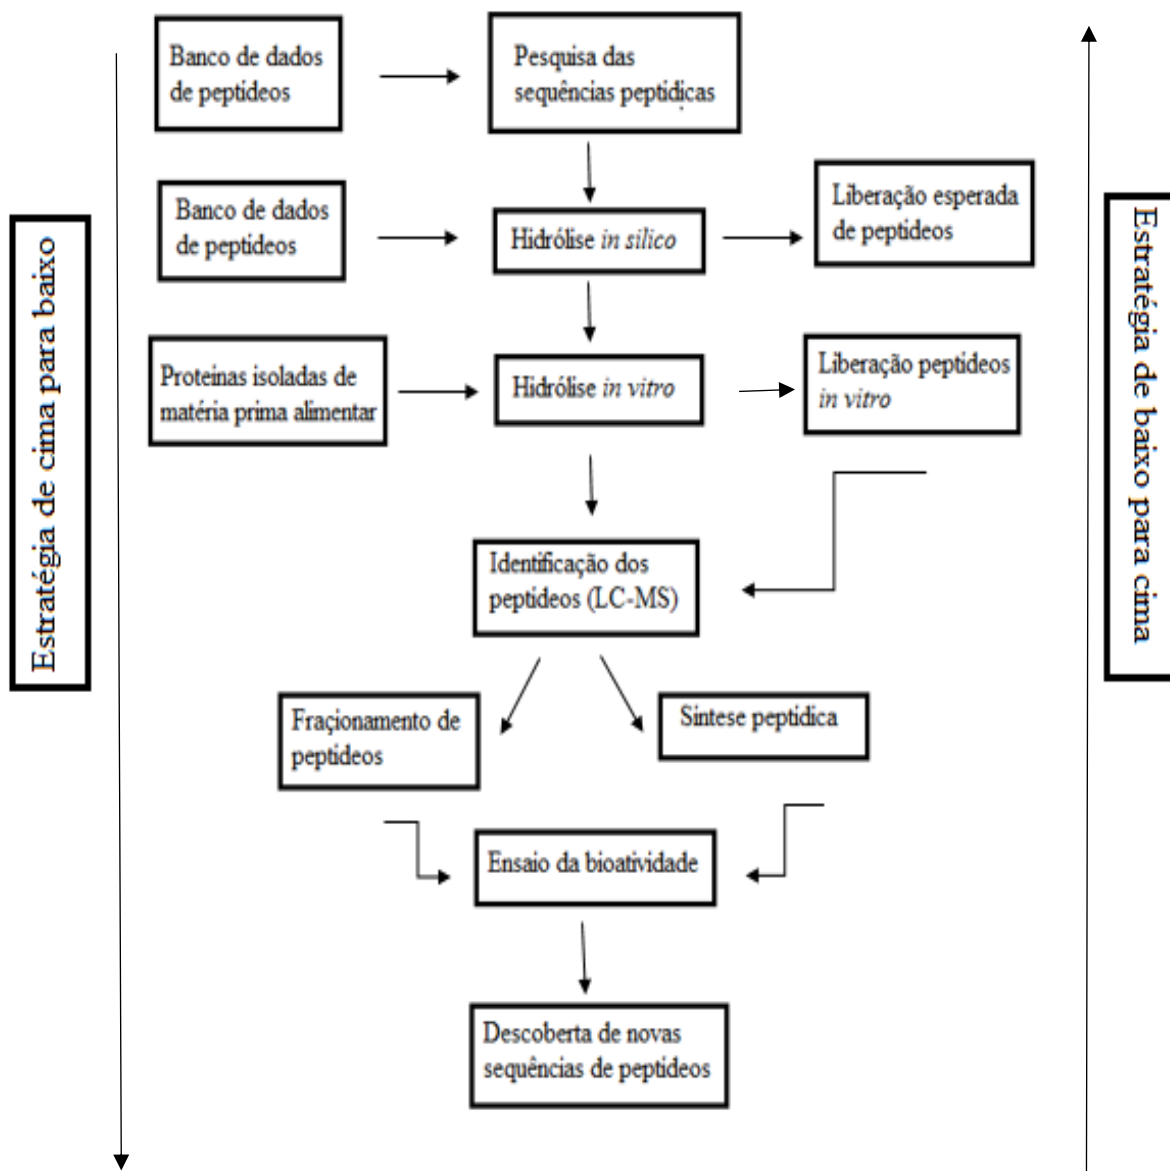 Banco de dados
de peptídeos
Pesquisa das
sequências peptídicas
Banco de dados
de peptídeos
Hidrólise in silico
Liberação esperada
de peptídeos
Proteínas isoladas de
matéria prima alimentar
Hidrólise in vitro
Liberação peptídeos
in vitro
Identificação dos
peptídeos (LC-MS)
Fraçionamento de
peptídeos
Síntese peptídica
Ensaio da bioatividade
Descoberta de novas
sequências de peptídeos
Estratégia de cima para baixo
Estratégia de baixo para cima